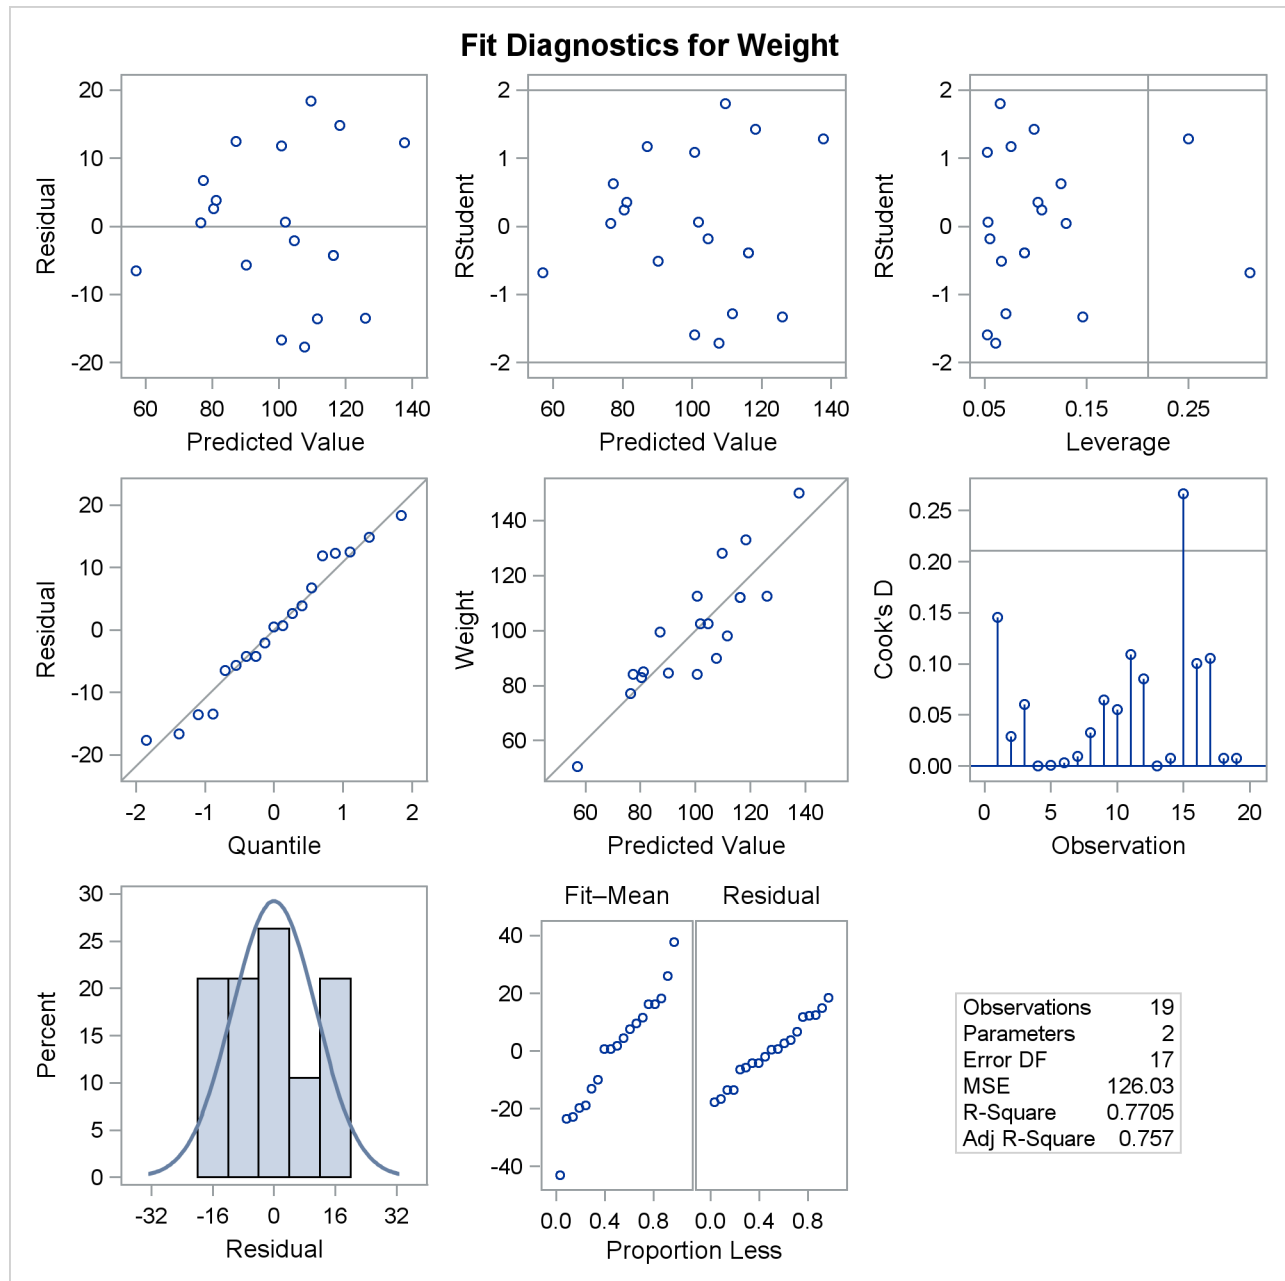 Fit Diagnostics for Weight
20
10
0
-10
-20
Residual
60 80 100 120 140
Predicted Value
2
1
0
-1
-2
RStudent
60 80 100 120 140
Predicted Value
2
1
0
-1
-2
RStudent
0.05 0.15 0.25
Leverage
20
10
0
-10
-20
Residual
-2 -1 0 1 2
Quantile
140
120
100
80
60
Weight
60 80 100 120 140
Predicted Value
0.25
0.20
0.15
0.10
0.05
0.00
Cook's D
0 5 10 15 20
Observation
30
25
20
15
10
5
0
Percent
-32 -16 0 16 32
Residual
Fit–Mean Residual
40
20
0
-20
-40
0.0 0.4 0.8 0.0 0.4 0.8
Proportion Less
Observations 19
Parameters 2
Error DF 17
MSE 126.03
R-Square 0.7705
Adj R-Square 0.757